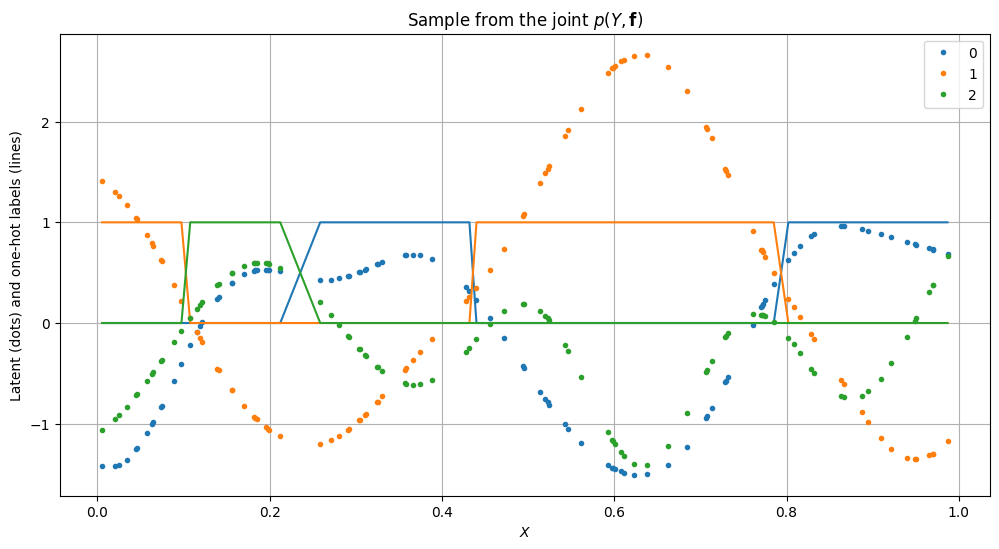 Sample from the joint p(Y, f)
0
1
2
Latent (dots) and one-hot labels (lines)
2
1
0
−1
0.0 0.2 0.4 0.6 0.8 1.0
X